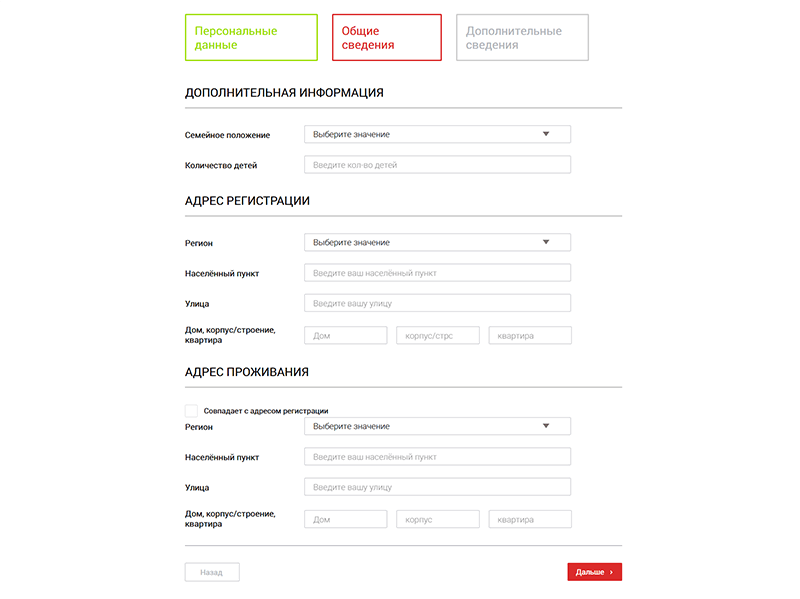 Персональные
данные
Общие
сведения
Дополнительные
сведения
ДОПОЛНИТЕЛЬНАЯ ИНФОРМАЦИЯ
Семейное положение
Выберите значение
Количество детей
Введите кол-во детей
АДРЕС РЕГИСТРАЦИИ
Регион
Выберите значение
Населённый пункт
Введите ваш населённый пункт
Улица
Введите вашу улицу
Дом, корпус/строение,
квартира
Дом
корпус/стрс
квартира
АДРЕС ПРОЖИВАНИЯ
Совпадает с адресом регистрации
Регион
Выберите значение
Населённый пункт
Введите ваш населённый пункт
Улица
Введите вашу улицу
Дом, корпус/строение,
квартира
Дом
корпус
квартира
Назад
Дальше ›